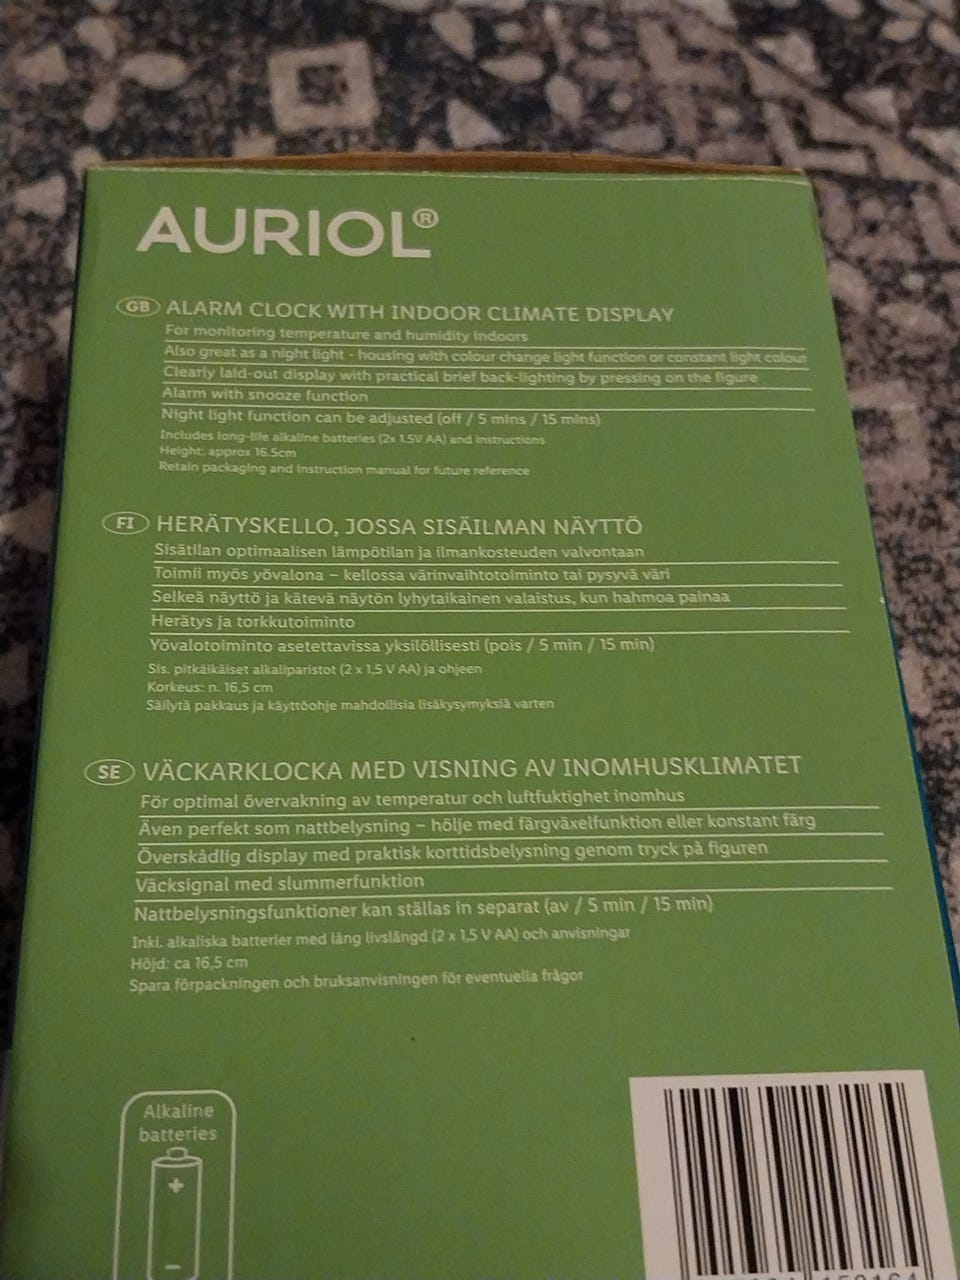 AURIOL®
GB ALARM CLOCK WITH INDOOR CLIMATE DISPLAY
For monitoring temperature and humidity indoors
Also great as a night light - housing with colour change light function or constant light colour
Clearly laid-out display with practical brief back-lighting by pressing on the figure
Alarm with snooze function
Night light function can be adjusted (off / 5 mins / 15 mins)
Includes long-life alkaline batteries (2x 1.5V AA) and instructions
Height: approx 16.5cm
Retain packaging and instruction manual for future reference
FI HERÄTYSKELLO, JOSSA SISÄILMAN NÄYTTÖ
Sisätilan optimaalisen lämpötilan ja ilmankosteuden valvontaan
Toimii myös yövalona – kellossa värinvaihtotoiminto tai pysyvä väri
Selkeä näyttö ja kätevä näytön lyhytaikainen valaistus, kun hahmoa painaa
Herätys ja torkkutoiminto
Yövalotoiminto asetettavissa yksilöllisesti (pois / 5 min / 15 min)
Sis. pitkäikäiset alkaliparistot (2 x 1,5 V AA) ja ohjeen
Korkeus: n. 16,5 cm
Säilytä pakkaus ja käyttöohje mahdollisia lisäkysymyksiä varten
SE VÄCKARKLOCKA MED VISNING AV INOMHUSKLIMATET
För optimal övervakning av temperatur och luftfuktighet inomhus
Även perfekt som nattbelysning – hölje med färgväxelfunktion eller konstant färg
Överskådlig display med praktisk korttidsbelysning genom tryck på figuren
Väcksignal med slummerfunktion
Nattbelysningsfunktioner kan ställas in separat (av / 5 min / 15 min)
Inkl. alkaliska batterier med lång livslängd (2 x 1,5 V AA) och anvisningar
Höjd: ca 16,5 cm
Spara förpackningen och bruksanvisningen för eventuella frågor
Alkaline
batteries
+
−